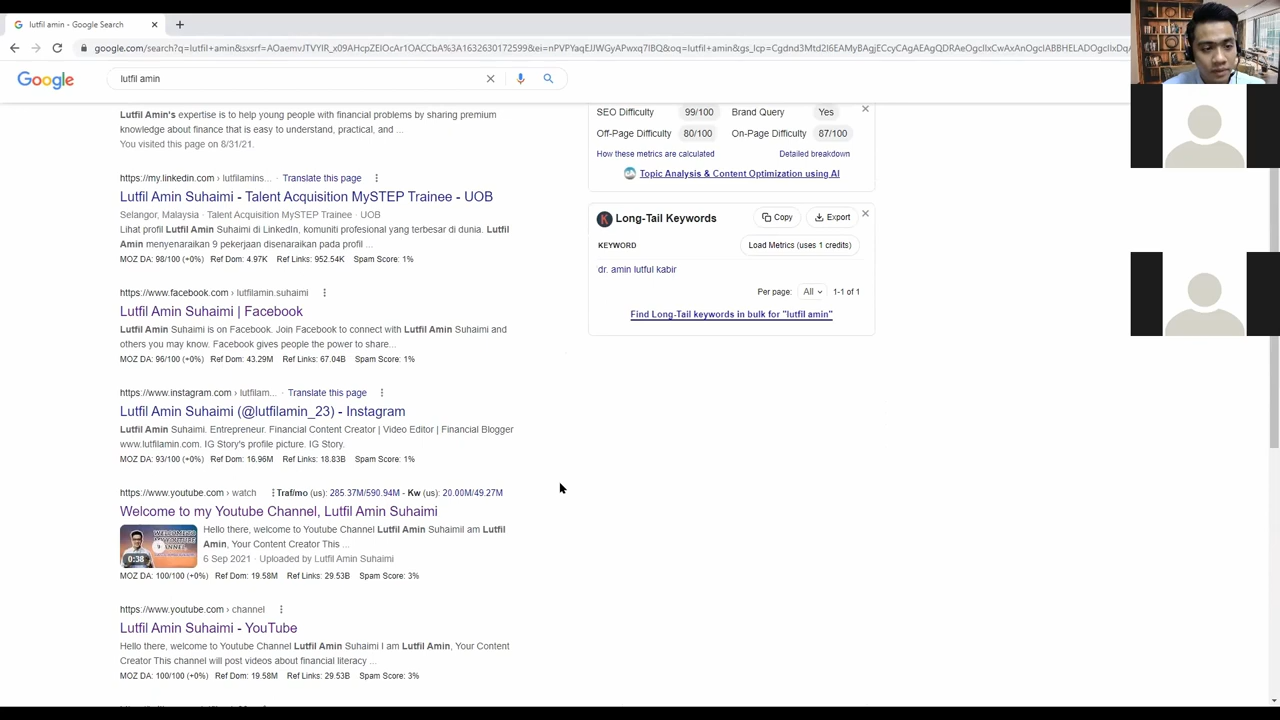 lutfil amin - Google Search
Google
lutfil amin
Lutfil Amin's expertise is to help young people with financial problems by sharing premium
knowledge about finance that is easy to understand, practical, and ...
You visited this page on 8/31/21.
https://my.linkedin.com › lutfilamins... · Translate this page
Lutfil Amin Suhaimi - Talent Acquisition MySTEP Trainee - UOB
Selangor, Malaysia · Talent Acquisition MySTEP Trainee · UOB
Lihat profil Lutfil Amin Suhaimi di LinkedIn, komuniti profesional yang terbesar di dunia. Lutfil
Amin menyenaraikan 9 pekerjaan disenaraikan pada profil ...
MOZ DA: 98/100 (+0%) Ref Dom: 4.97K Ref Links: 952.54K Spam Score: 1%
https://www.facebook.com › lutfilamin.suhaimi
Lutfil Amin Suhaimi | Facebook
Lutfil Amin Suhaimi is on Facebook. Join Facebook to connect with Lutfil Amin Suhaimi and
others you may know. Facebook gives people the power to share...
MOZ DA: 96/100 (+0%) Ref Dom: 43.29M Ref Links: 67.04B Spam Score: 1%
https://www.instagram.com › lutfilam... · Translate this page
Lutfil Amin Suhaimi (@lutfilamin_23) - Instagram
Lutfil Amin Suhaimi. Entrepreneur. Financial Content Creator | Video Editor | Financial Blogger
www.lutfilamin.com. IG Story's profile picture. IG Story.
MOZ DA: 93/100 (+0%) Ref Dom: 16.96M Ref Links: 18.83B Spam Score: 1%
https://www.youtube.com › watch Traf/mo (us): 285.37M/590.94M - Kw (us): 20.00M/49.27M
Welcome to my Youtube Channel, Lutfil Amin Suhaimi
WELCOME TO
0:38
Hello there, welcome to Youtube Channel Lutfil Amin SuhaimiI am Lutfil
Amin, Your Content Creator This ...
6 Sep 2021 · Uploaded by Lutfil Amin Suhaimi
MOZ DA: 100/100 (+0%) Ref Dom: 19.58M Ref Links: 29.53B Spam Score: 3%
https://www.youtube.com › channel
Lutfil Amin Suhaimi - YouTube
Hello there, welcome to Youtube Channel Lutfil Amin Suhaimi I am Lutfil Amin, Your Content
Creator This channel will post videos about financial literacy ...
MOZ DA: 100/100 (+0%) Ref Dom: 19.58M Ref Links: 29.53B Spam Score: 3%
SEO Difficulty 99/100 Brand Query Yes
Off-Page Difficulty 80/100 On-Page Difficulty 87/100
How these metrics are calculated Detailed breakdown
Topic Analysis & Content Optimization using AI
K Long-Tail Keywords Copy Export
KEYWORD Load Metrics (uses 1 credits)
dr. amin lutful kabir
Per page: All 1-1 of 1
Find Long-Tail keywords in bulk for "lutfil amin"